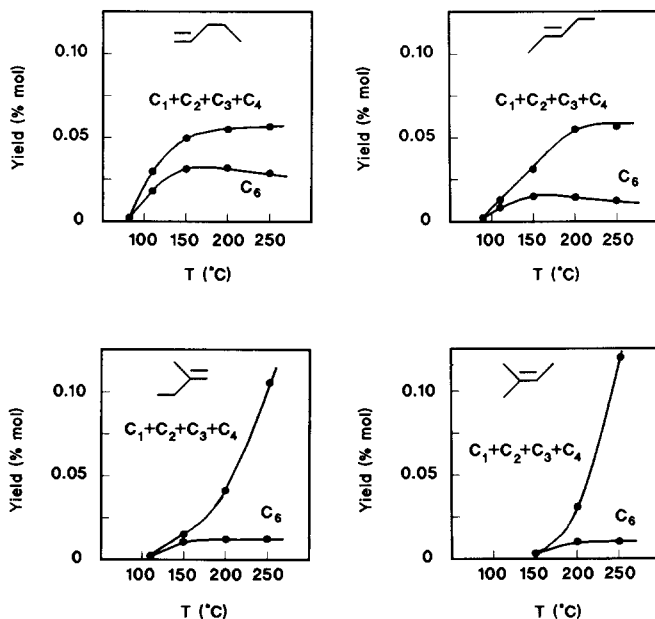 0.10
C₁+C₂+C₃+C₄
0.05
C₆
0
100 150 200 250
T (°C)
Yield (% mol)
0.10
C₁+C₂+C₃+C₄
0.05
C₆
0
100 150 200 250
T (°C)
Yield (% mol)
0.10
C₁+C₂+C₃+C₄
0.05
C₆
0
100 150 200 250
T (°C)
Yield (% mol)
0.10
C₁+C₂+C₃+C₄
0.05
C₆
0
100 150 200 250
T (°C)
Yield (% mol)